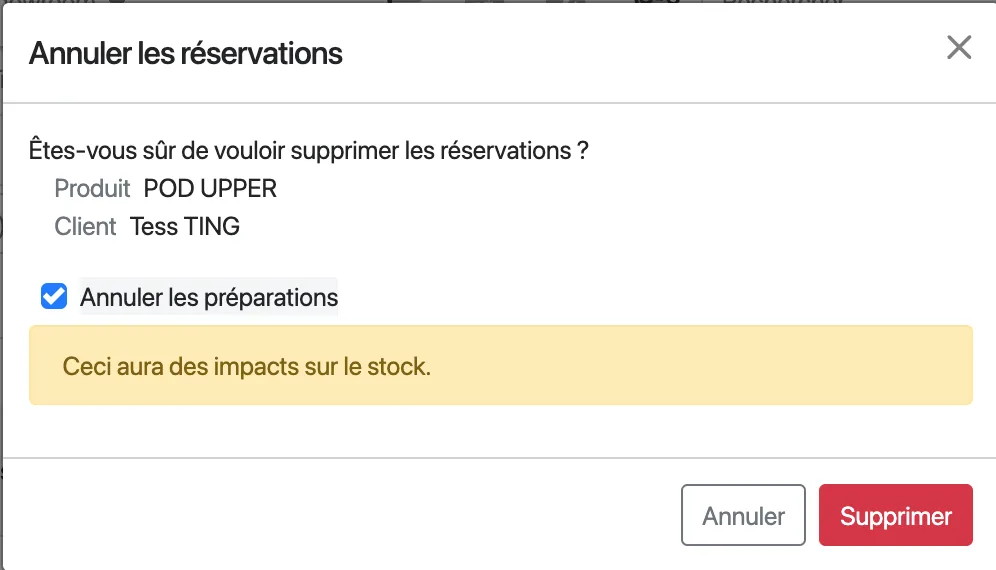 Annuler les réservations
Êtes-vous sûr de vouloir supprimer les réservations ?
Produit POD UPPER
Client Tess TING
Annuler les préparations
Ceci aura des impacts sur le stock.
Annuler
Supprimer